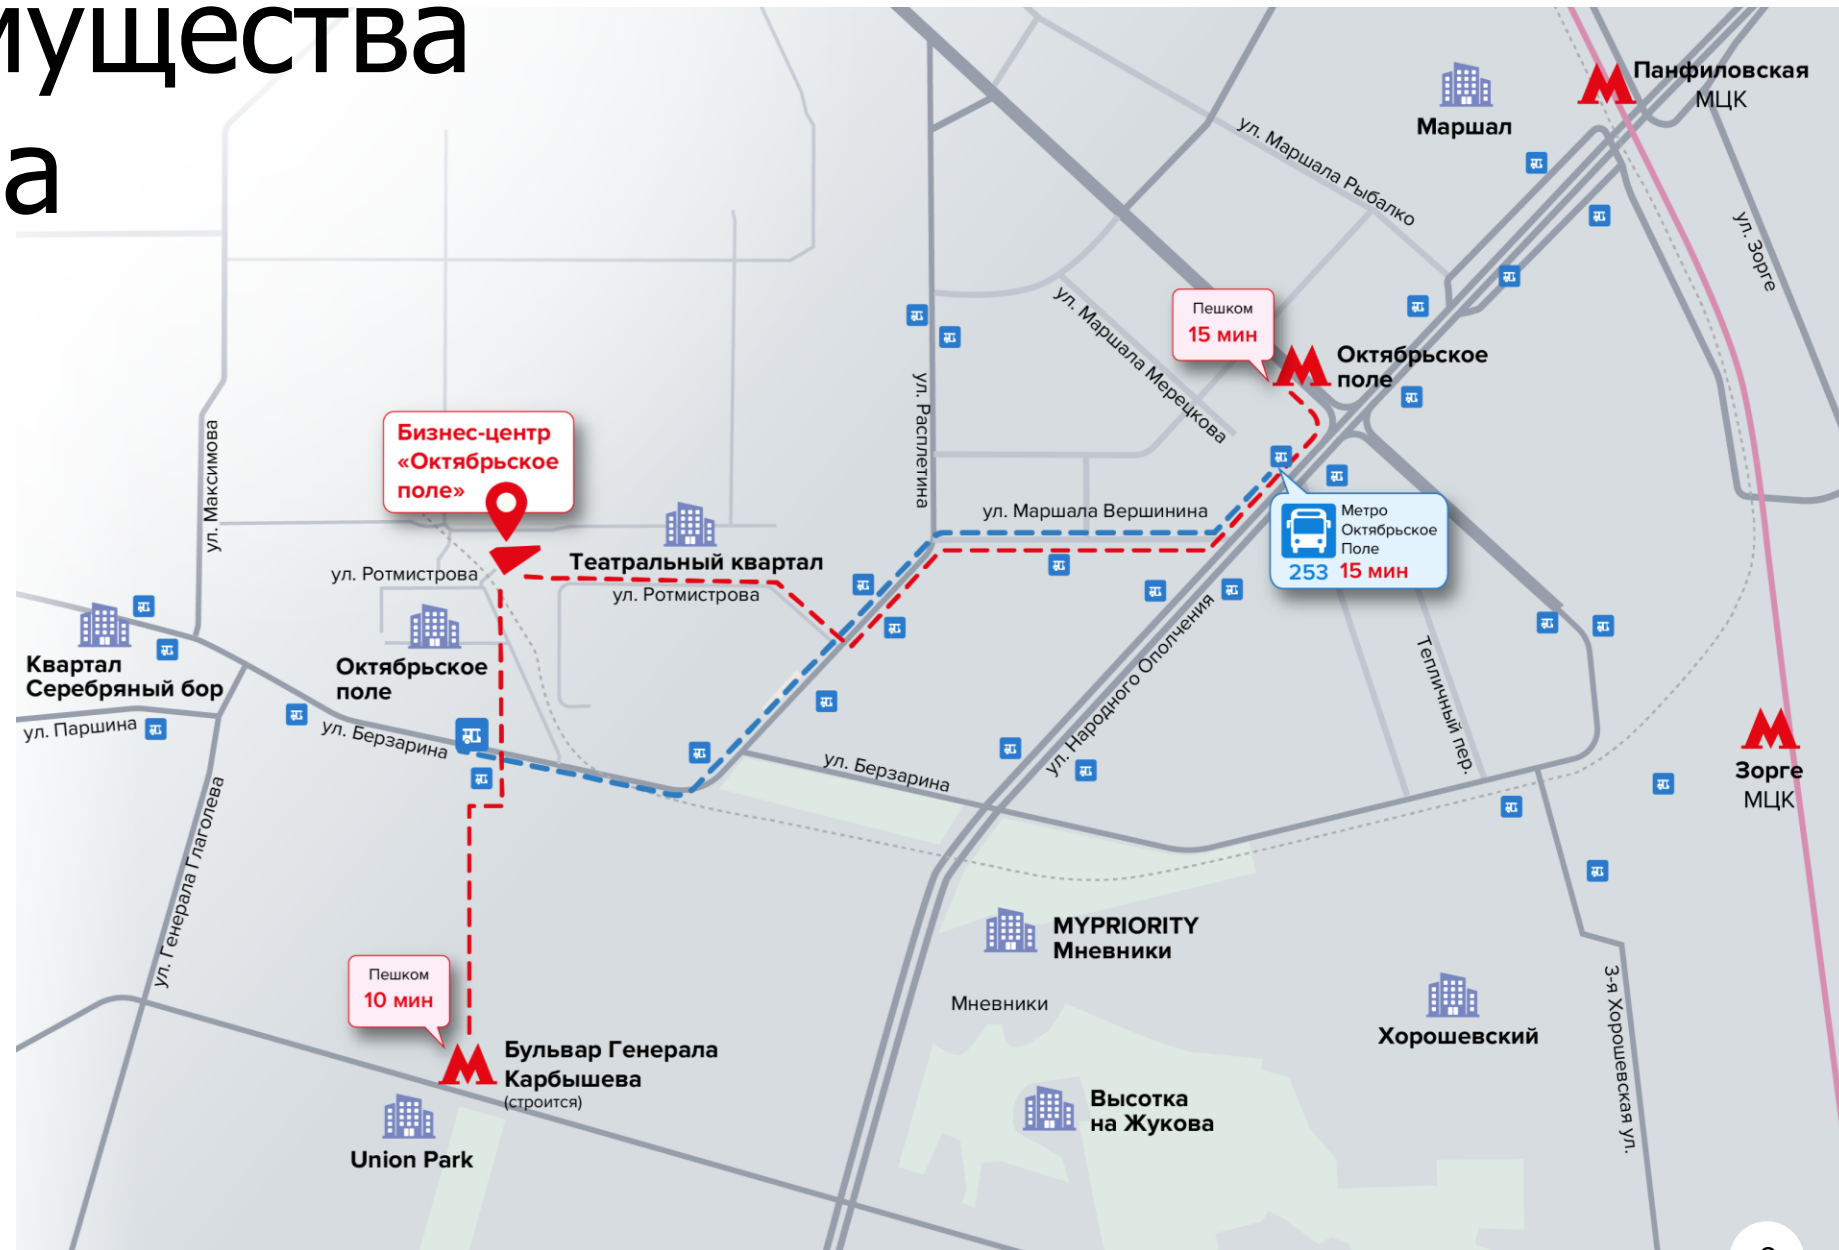 мущества
а
Панфиловская
МЦК
Маршал
ул. Маршала Рыбалко
ул. Зорге
ул. Маршала Мерецкова
Пешком
15 мин
Октябрьское
поле
ул. Расплетина
ул. Максимова
Бизнес-центр
«Октябрьское
поле»
ул. Маршала Вершинина
Метро
Октябрьское
Поле
253 15 мин
Театральный квартал
ул. Ротмистрова
ул. Ротмистрова
Квартал
Серебряный бор
Октябрьское
поле
ул. Паршина
ул. Берзарина
ул. Берзарина
ул. Народного Ополчения
Тепличный пер.
Зорге
МЦК
ул. Генерала Глаголева
MYPRIORITY
Мневники
Мневники
Пешком
10 мин
Хорошевский
3-я Хорошевская ул.
Бульвар Генерала
Карбышева
(строится)
Высотка
на Жукова
Union Park